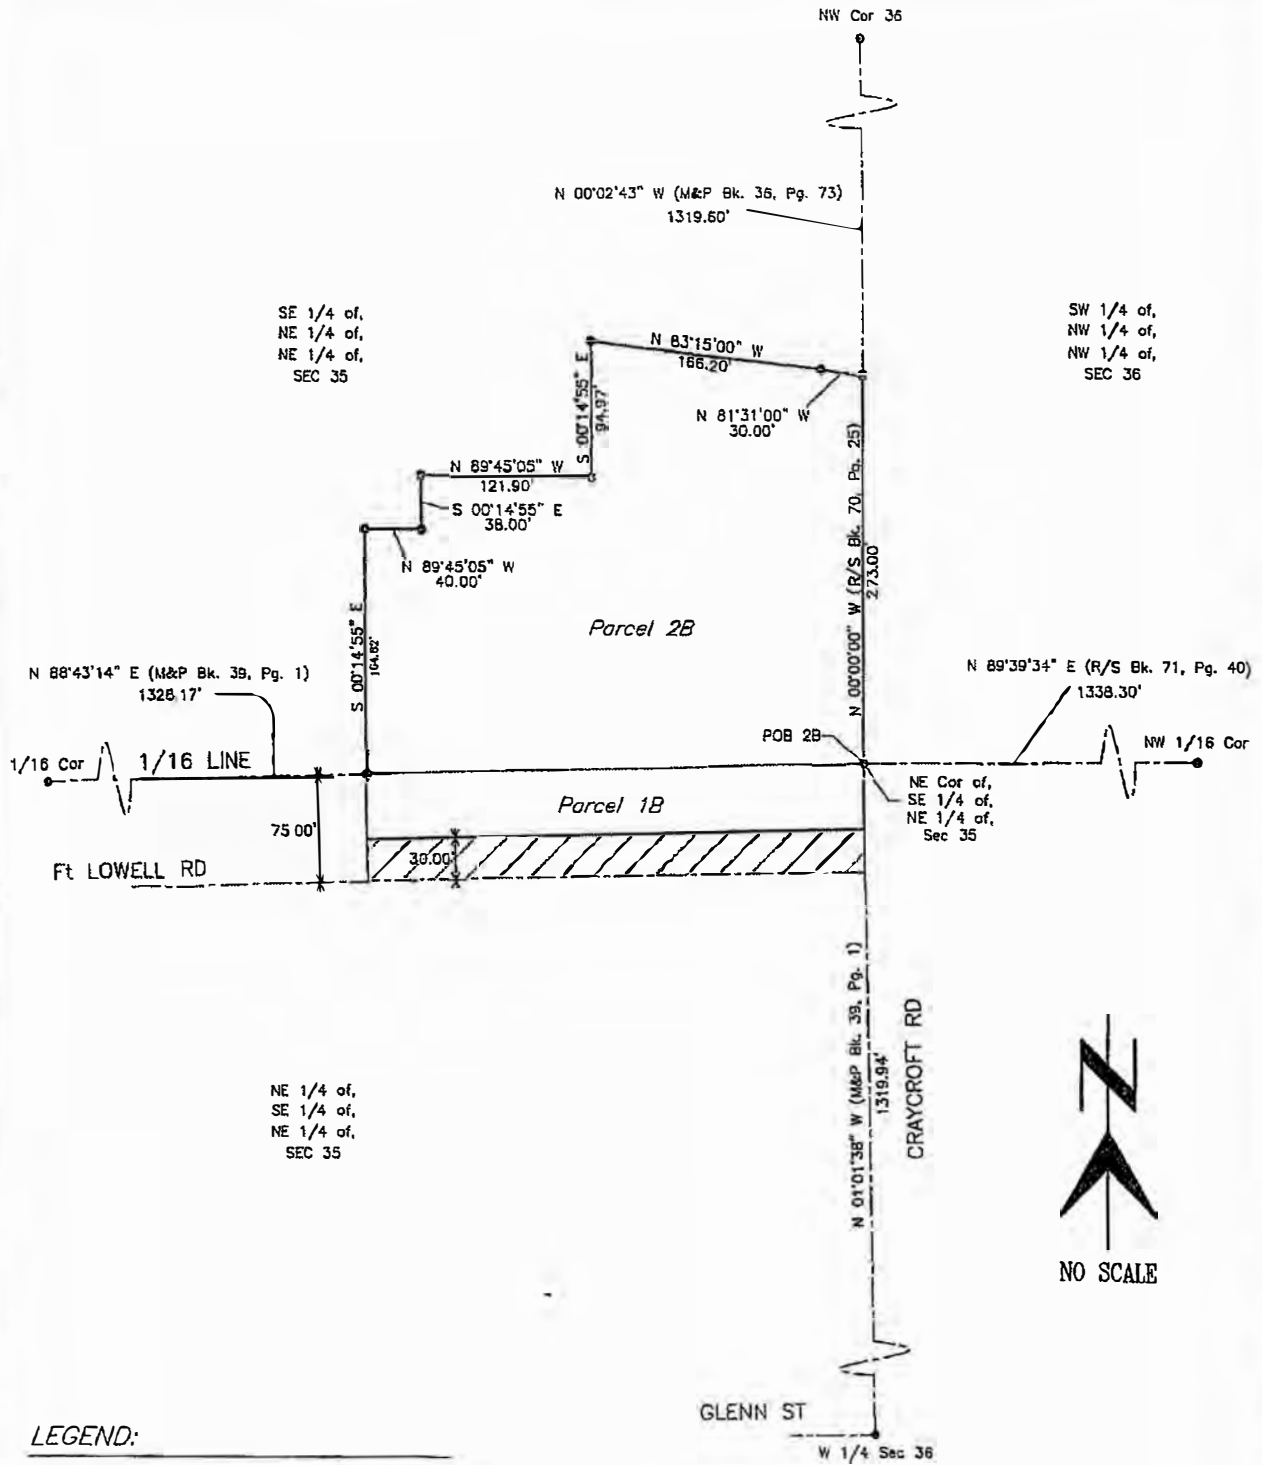 NW Cor 36
N 00°02'43" W (M&P Bk. 36, Pg. 73)
1319.60'
SE 1/4 of,
NE 1/4 of,
NE 1/4 of,
SEC 35
SW 1/4 of,
NW 1/4 of,
NW 1/4 of,
SEC 36
N 83°15'00" W
166.20'
N 81°31'00" W
30.00'
S 00°14'55" E
94.97'
N 89°45'05" W
121.90'
S 00°14'55" E
38.00'
N 89°45'05" W
40.00'
S 00°14'55" E
164.62'
N 00°00'00" W (R/S Bk. 70, Pg. 25)
273.00'
Parcel 2B
N 88°43'14" E (M&P Bk. 39, Pg. 1)
1328.17'
N 89°39'34" E (R/S Bk. 71, Pg. 40)
1338.30'
POB 2B
1/16 Cor
1/16 LINE
NW 1/16 Cor
NE Cor of,
SE 1/4 of,
NE 1/4 of,
Sec 35
Parcel 1B
75.00'
30.00'
Ft LOWELL RD
N 01°01'38" W (M&P Bk. 39, Pg. 1)
1319.94'
CRAYCROFT RD
NE 1/4 of,
SE 1/4 of,
NE 1/4 of,
SEC 35
N
NO SCALE
GLENN ST
W 1/4 Sec 36
LEGEND: